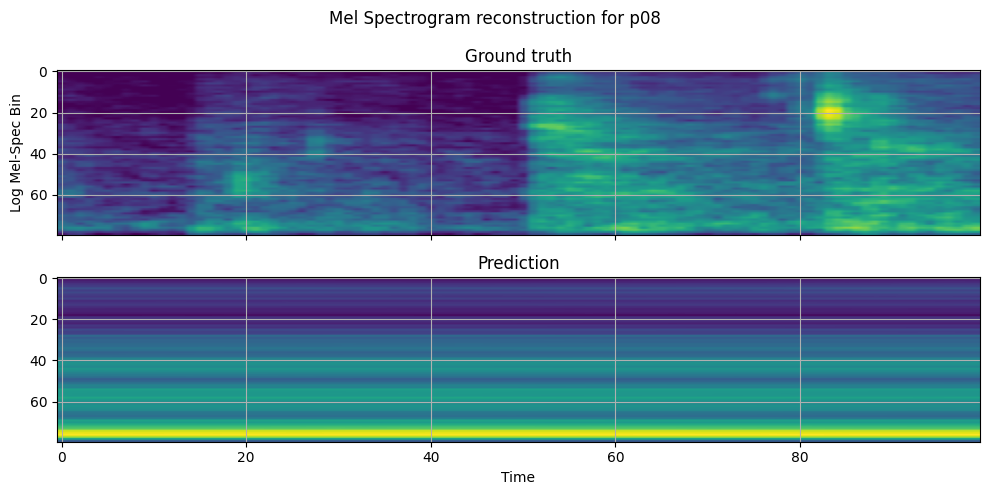 Mel Spectrogram reconstruction for p08
Ground truth
Log Mel-Spec Bin
0
20
40
60
Prediction
0
20
40
60
0 20 40 60 80
Time